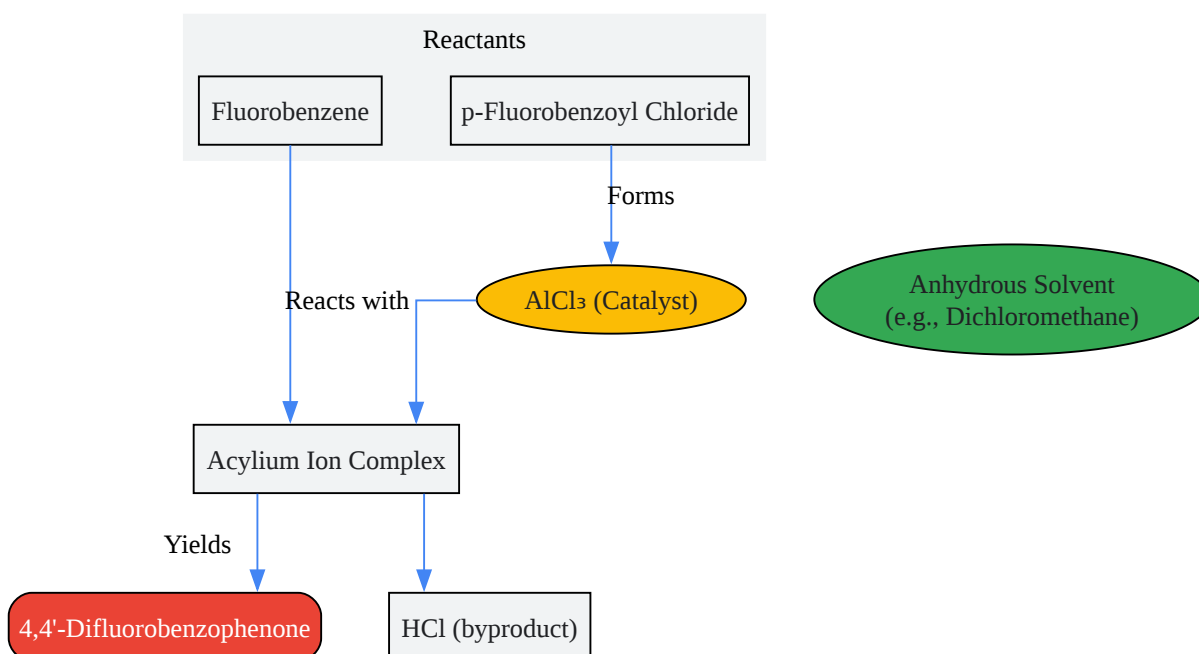 Reactants
Fluorobenzene
p-Fluorobenzoyl Chloride
Forms
Reacts with
AlCl₃ (Catalyst)
Anhydrous Solvent
(e.g., Dichloromethane)
Acylium Ion Complex
Yields
4,4'-Difluorobenzophenone
HCl (byproduct)